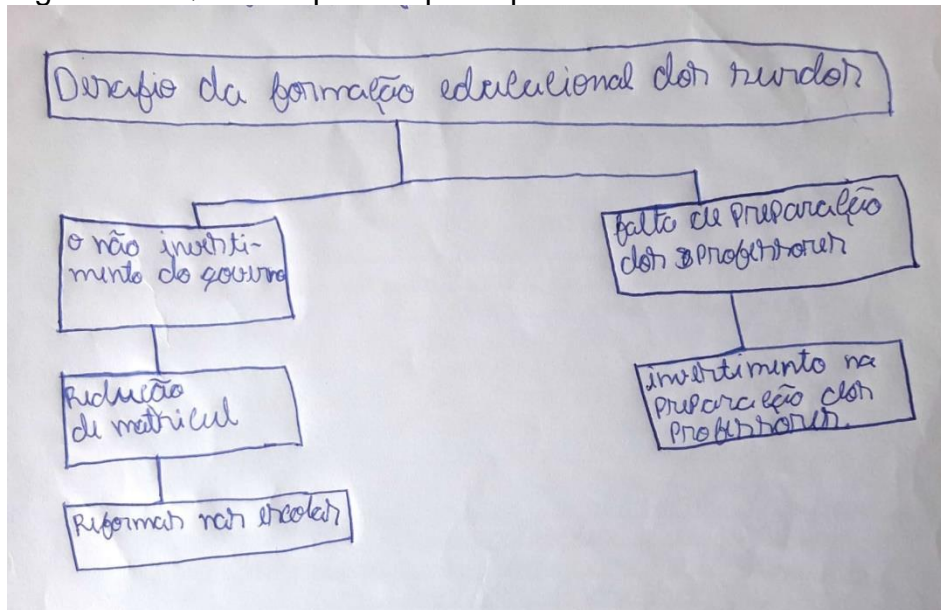 Desafio da formação educacional dos surdos
o não investi-
mento do governo
Redução
de matricul
Reformas nas escolas
falta de preparação
dos professores
investimento na
preparação dos
professores.